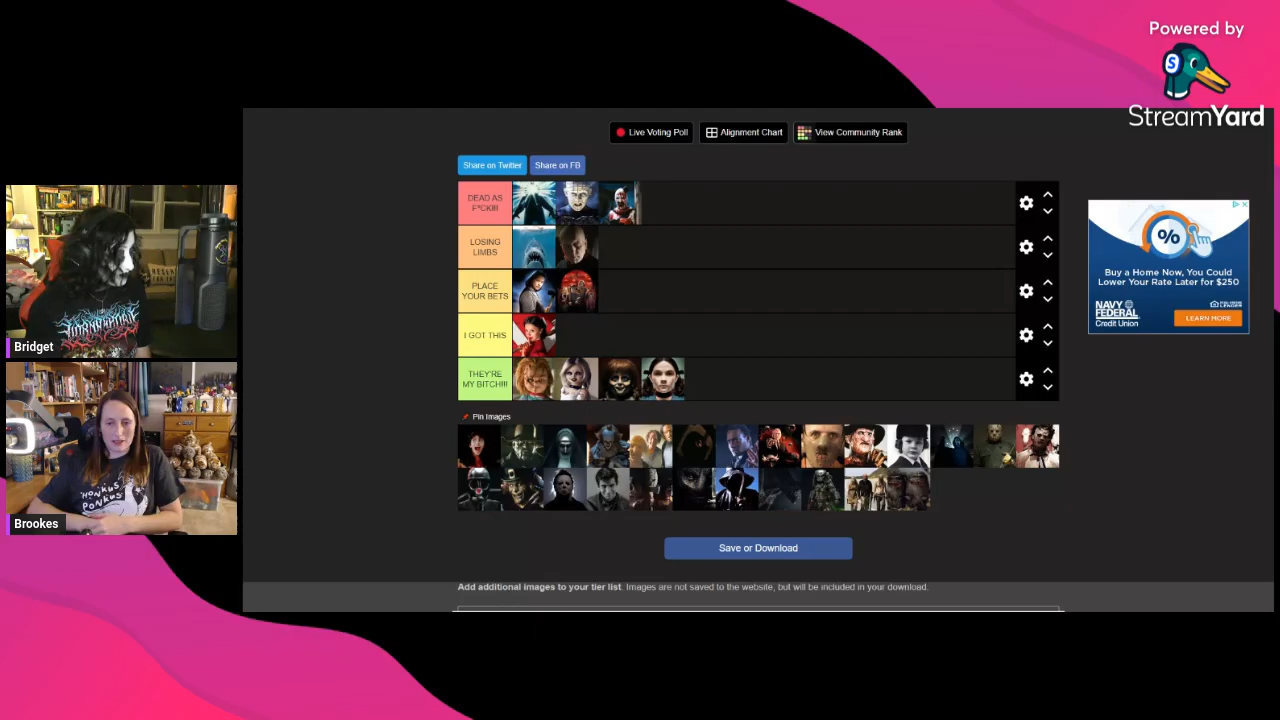 Powered by
StreamYard
Live Voting Poll
Alignment Chart
View Community Rank
Share on Twitter
Share on FB
DEAD AS
F*CK!!!
LOSING
LIMBS
PLACE
YOUR BETS
I GOT THIS
THEY'RE
MY BITCH!!!
Pin Images
Save or Download
Add additional images to your tier list. Images are not saved to the website, but will be included in your download.
%
Buy a Home Now, You Could
Lower Your Rate Later for $250
NAVY
FEDERAL
Credit Union
LEARN MORE
Bridget
HONKUS
PONKUS
Brookes